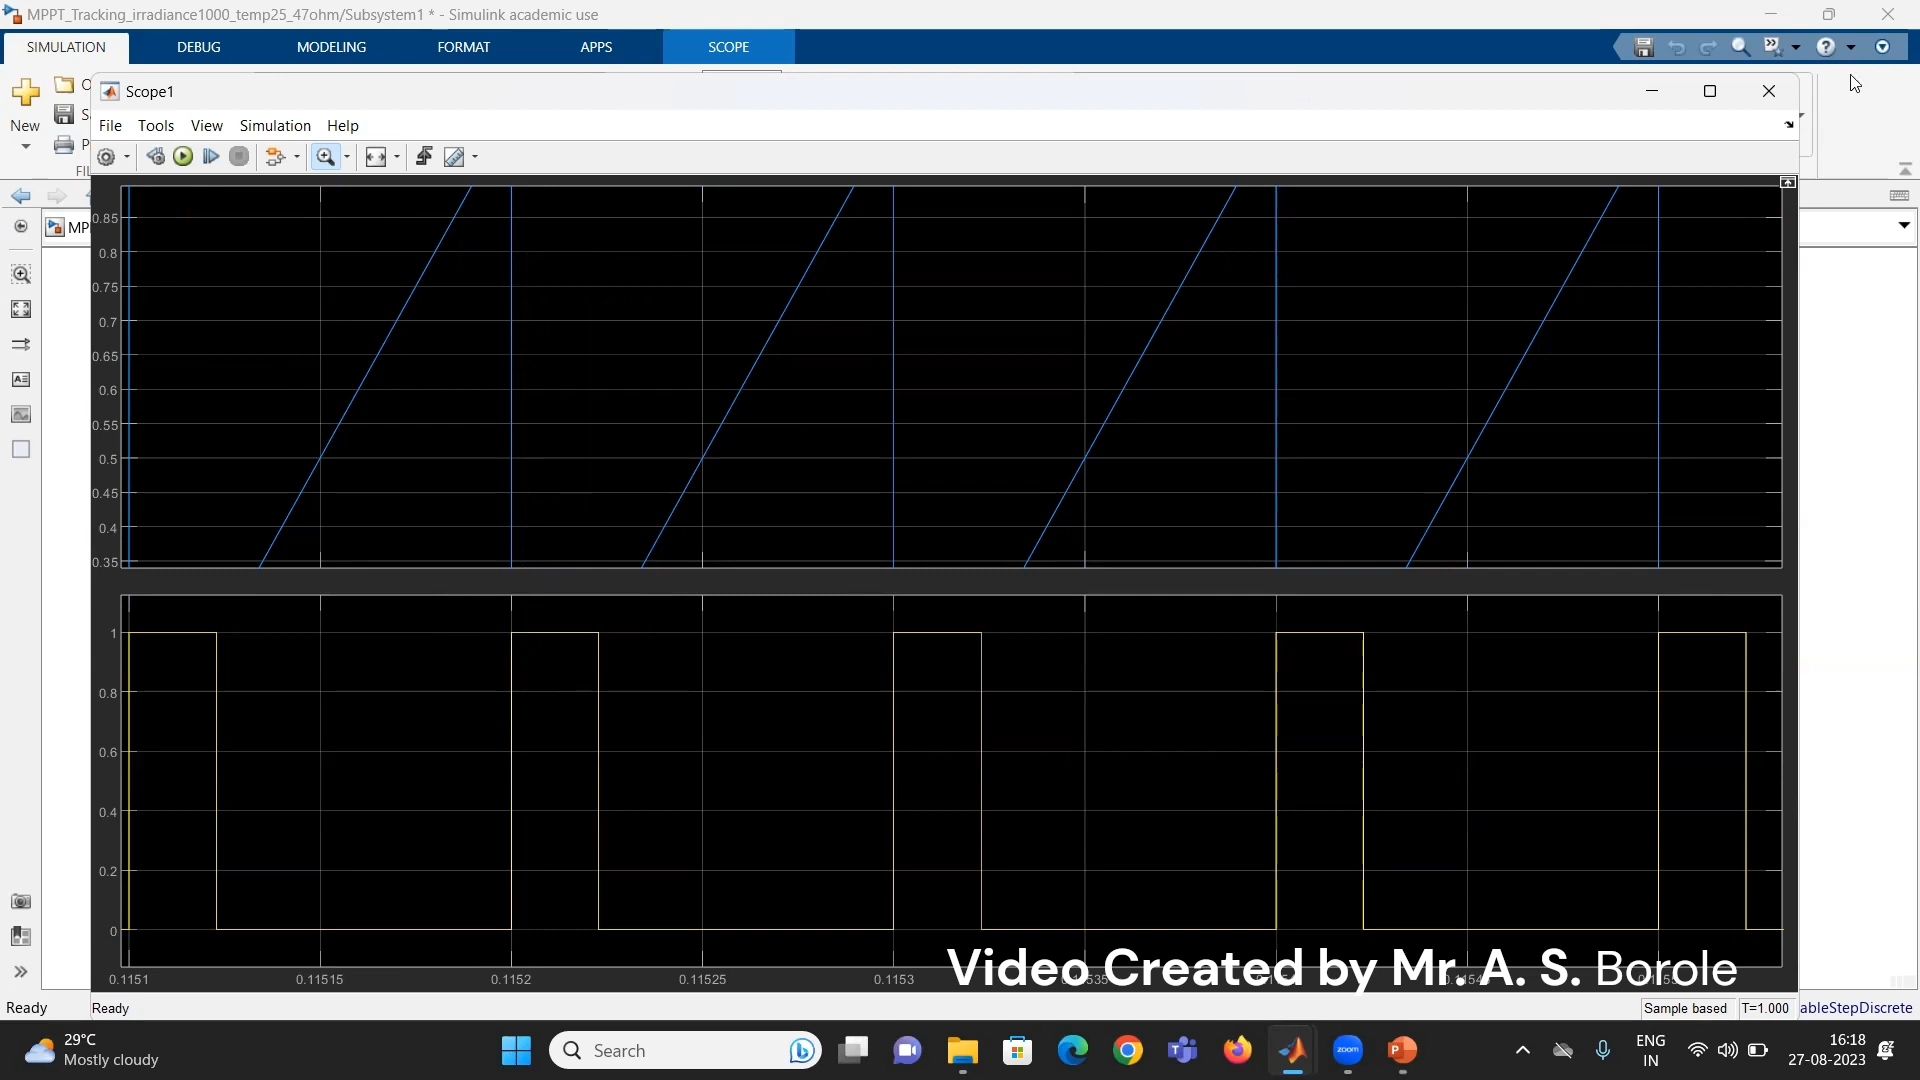 MPPT_Tracking_irradiance1000_temp25_47ohm/Subsystem1 * - Simulink academic use
SIMULATION DEBUG MODELING FORMAT APPS SCOPE
New
Scope1
File Tools View Simulation Help
MP
0.85
0.8
0.75
0.7
0.65
0.6
0.55
0.5
0.45
0.4
0.35
1
0.8
0.6
0.4
0.2
0
0.1151 0.11515 0.1152 0.11525 0.1153
Video Created by Mr. A. S. Borole
Ready
Ready
Sample based T=1.000 ableStepDiscrete
29°C
Mostly cloudy
Search
zoom
ENG
IN
16:18
27-08-2023